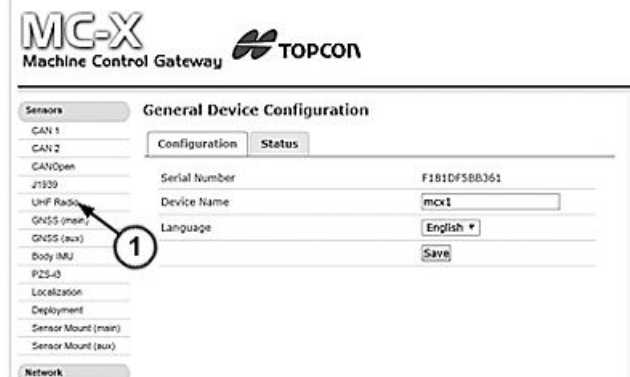 MC-X
Machine Control Gateway
TOPCON
Sensors
CAN 1
CAN 2
CANOpen
J1939
UHF Radio
GNSS (main)
GNSS (aux)
Body IMU
PZS-i3
Localization
Deployment
Sensor Mount (main)
Sensor Mount (aux)
Network
General Device Configuration
Configuration Status
Serial Number F181DF5BB361
Device Name mcx1
Language English
Save
1